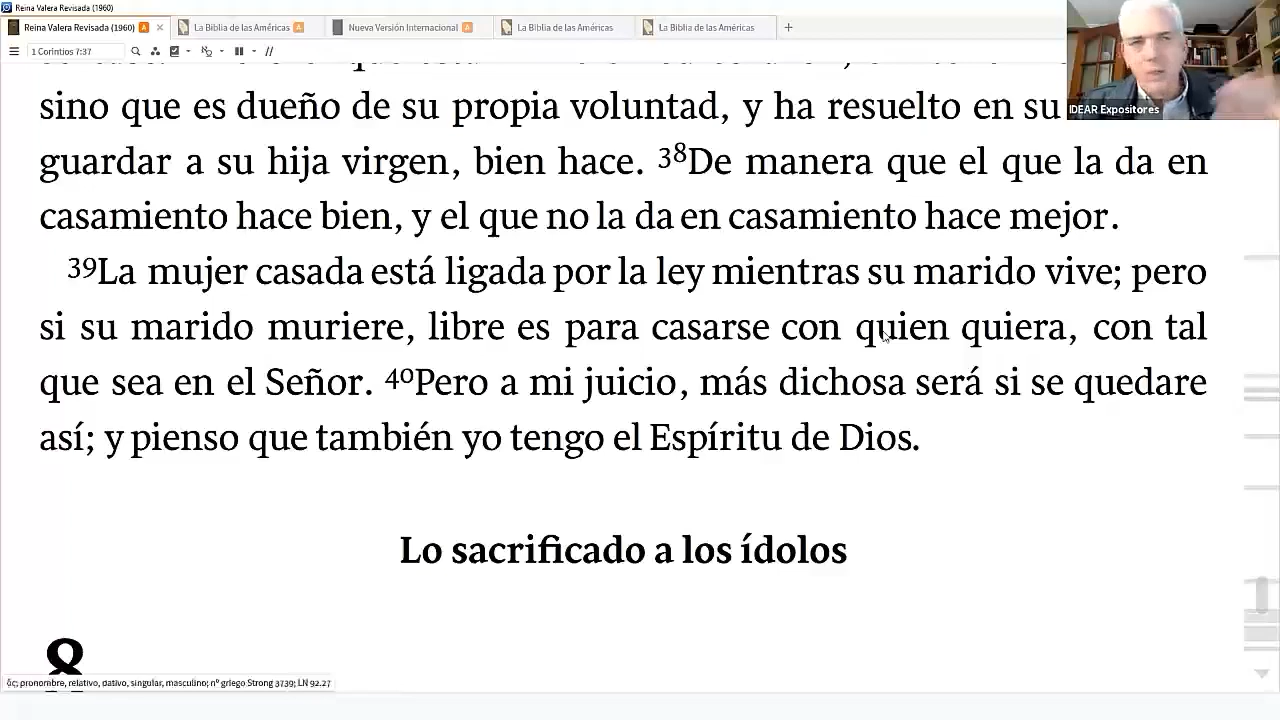 Reina Valera Revisada (1960)
Reina Valera Revisada (1960) A × La Biblia de las Américas A Nueva Versión Internacional A La Biblia de las Américas La Biblia de las Américas +
1 Corintios 7:37
IDEAR Expositores
sino que es dueño de su propia voluntad, y ha resuelto en su
guardar a su hija virgen, bien hace. 38De manera que el que la da en
casamiento hace bien, y el que no la da en casamiento hace mejor.
39La mujer casada está ligada por la ley mientras su marido vive; pero
si su marido muriere, libre es para casarse con quien quiera, con tal
que sea en el Señor. 40Pero a mi juicio, más dichosa será si se quedare
así; y pienso que también yo tengo el Espíritu de Dios.
Lo sacrificado a los ídolos
8
ὅς; pronombre, relativo, dativo, singular, masculino; nº griego Strong 3739; LN 92.27